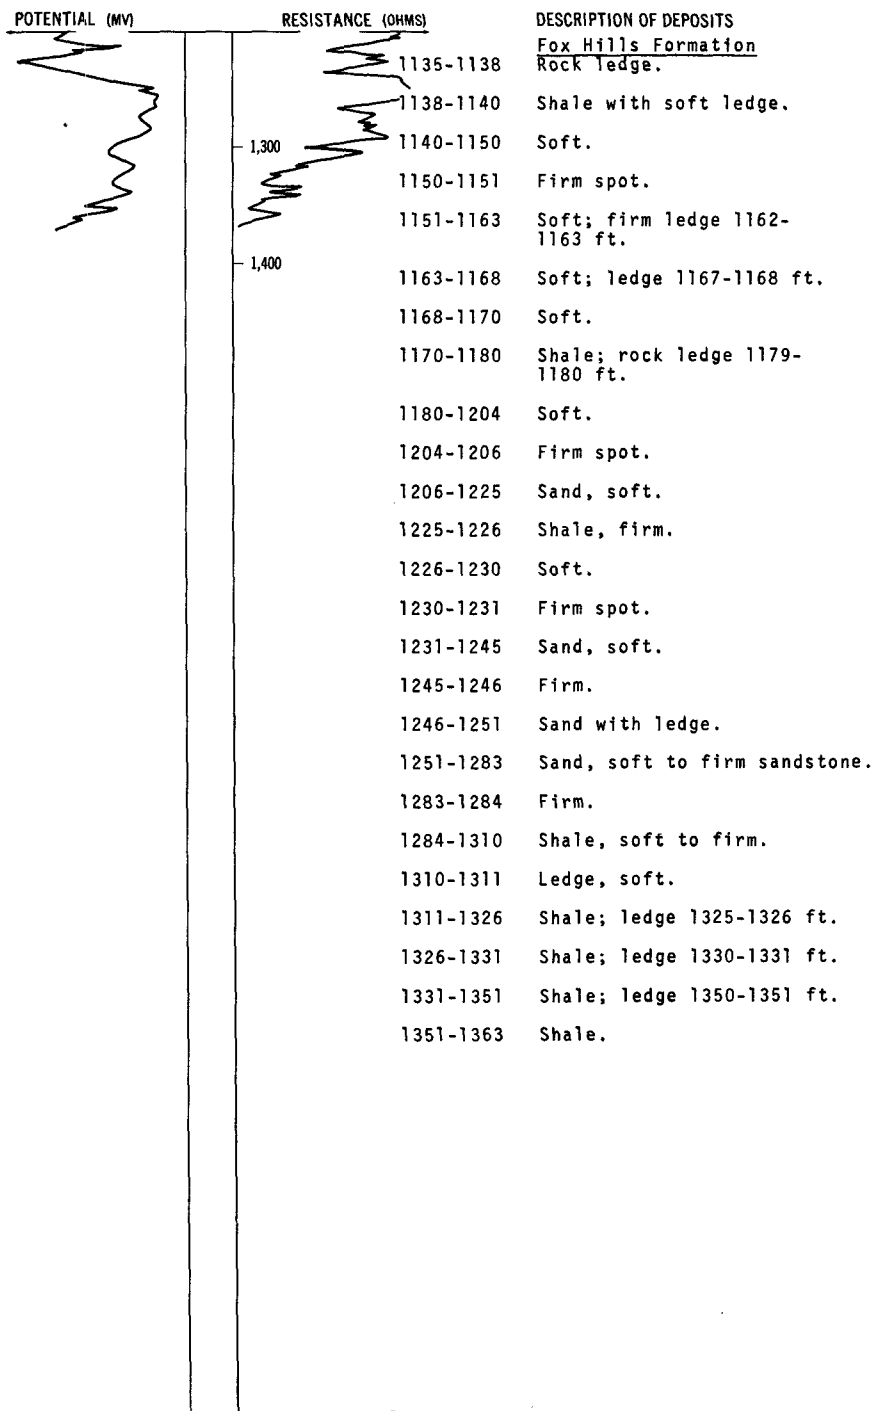 POTENTIAL (MV) RESISTANCE (OHMS) DESCRIPTION OF DEPOSITS
Fox Hills Formation
1135-1138 Rock ledge.
1138-1140 Shale with soft ledge.
1,300
1140-1150 Soft.
1150-1151 Firm spot.
1151-1163 Soft; firm ledge 1162-
1163 ft.
1,400
1163-1168 Soft; ledge 1167-1168 ft.
1168-1170 Soft.
1170-1180 Shale; rock ledge 1179-
1180 ft.
1180-1204 Soft.
1204-1206 Firm spot.
1206-1225 Sand, soft.
1225-1226 Shale, firm.
1226-1230 Soft.
1230-1231 Firm spot.
1231-1245 Sand, soft.
1245-1246 Firm.
1246-1251 Sand with ledge.
1251-1283 Sand, soft to firm sandstone.
1283-1284 Firm.
1284-1310 Shale, soft to firm.
1310-1311 Ledge, soft.
1311-1326 Shale; ledge 1325-1326 ft.
1326-1331 Shale; ledge 1330-1331 ft.
1331-1351 Shale; ledge 1350-1351 ft.
1351-1363 Shale.